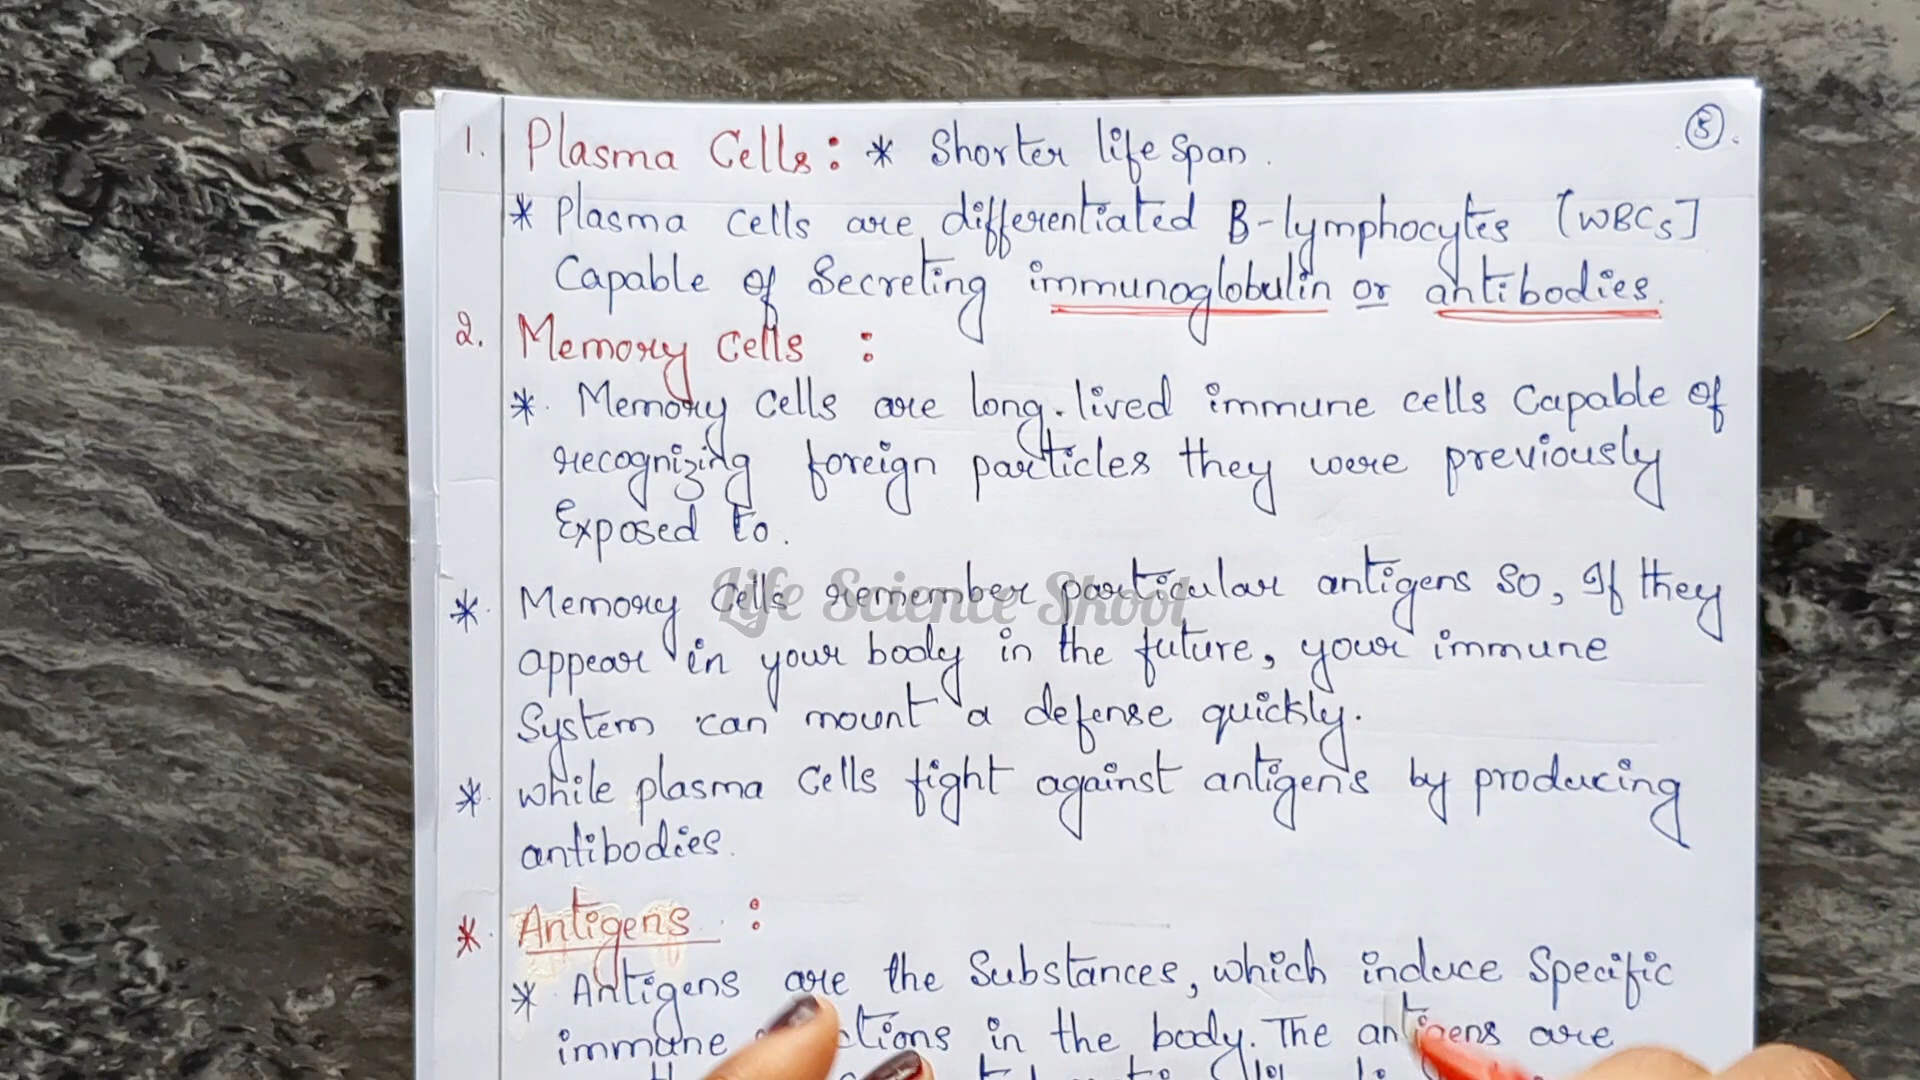 5
1. Plasma Cells: * Shorter life span.
* Plasma cells are differentiated B-lymphocytes [WBCs]
Capable of Secreting immunoglobulin or antibodies.
2. Memory cells :
*. Memory cells are long-lived immune cells Capable of
recognizing foreign particles they were previously
Exposed to.
*. Memory Cells remember particular antigens so, If they
appear in your body in the future, your immune
System can mount a defense quickly.
*. while plasma Cells fight against antigens by producing
antibodies.
*. Antigens :
* Antigens are the Substances, which induce Specific
immune in the body. The antigens are
Life Science Skool